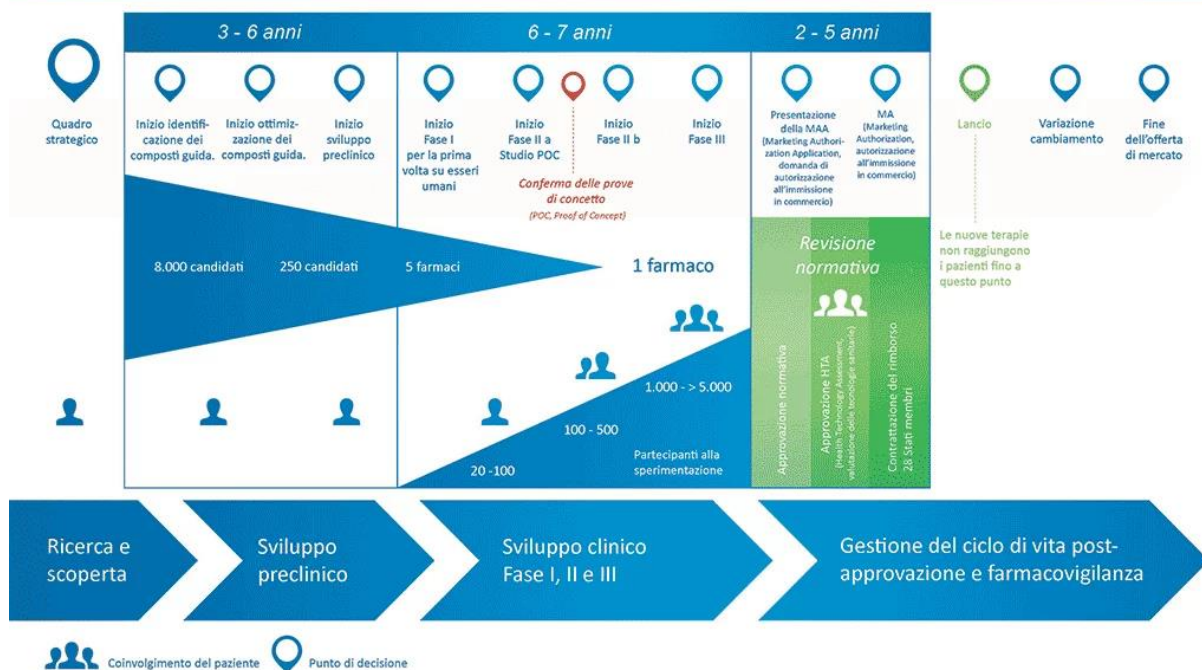 3 - 6 anni
6 - 7 anni
2 - 5 anni
Quadro
strategico
Inizio identifi-
cazione dei
composti guida.
Inizio ottimiz-
zazione dei
composti guida.
Inizio
sviluppo
preclinico
Inizio
Fase I
per la prima
volta su esseri
umani
Inizio
Fase II a
Studio POC
Conferma delle prove
di concetto
(POC, Proof of Concept)
Inizio
Fase II b
Inizio
Fase III
Presentazione
della MAA
(Marketing Authori-
zation Application,
domanda di
autorizzazione
all'immissione
in commercio)
MA
(Marketing
Authorization,
autorizzazione
all'immissione
in commercio)
Lancio
Variazione
cambiamento
Fine
dell'offerta
di mercato
8.000 candidati
250 candidati
5 farmaci
1 farmaco
Revisione
normativa
Le nuove terapie
non raggiungono
i pazienti fino a
questo punto
20 -100
100 - 500
1.000 - > 5.000
Partecipanti alla
sperimentazione
Approvazione normativa
Approvazione HTA
(Health Technology Assessment,
valutazione delle tecnologie sanitarie)
Contrattazione del rimborso
28 Stati membri
Ricerca e
scoperta
Sviluppo
preclinico
Sviluppo clinico
Fase I, II e III
Gestione del ciclo di vita post-
approvazione e farmacovigilanza
Coinvolgimento del paziente
Punto di decisione